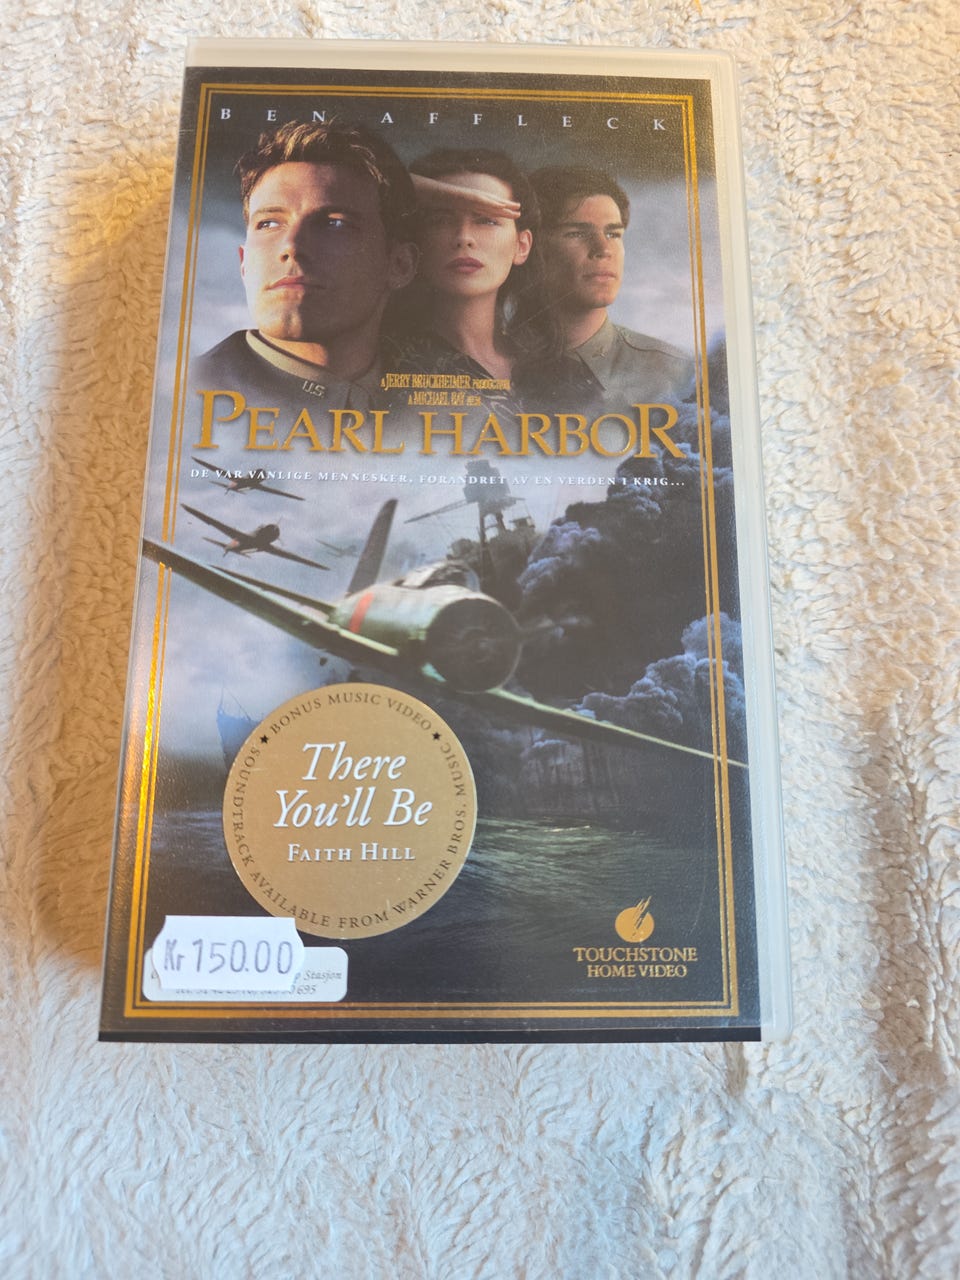 BEN AFFLECK
U.S.
A JERRY BRUCKHEIMER PRODUCTION
A MICHAEL BAY FILM
PEARL HARBOR
DE VAR VANLIGE MENNESKER, FORANDRET AV EN VERDEN I KRIG...
★ BONUS MUSIC VIDEO ★
SOUNDTRACK AVAILABLE FROM WARNER BROS. MUSIC
There
You'll Be
FAITH HILL
Kr 150.00
Stasjon
695
TOUCHSTONE
HOME VIDEO